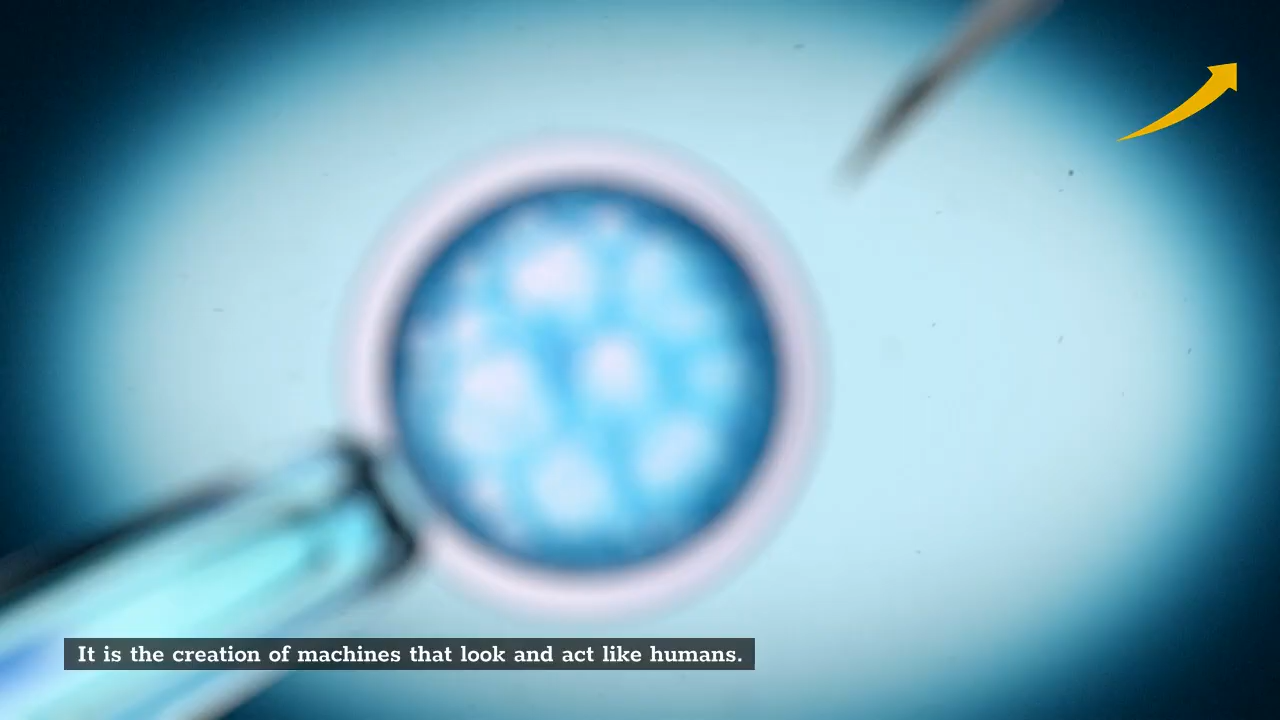 It is the creation of machines that look and act like humans.